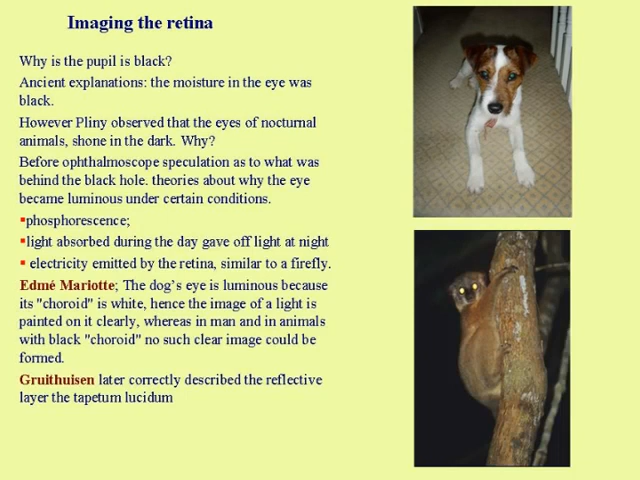 Imaging the retina
Why is the pupil is black?
Ancient explanations: the moisture in the eye was
black.
However Pliny observed that the eyes of nocturnal
animals, shone in the dark. Why?
Before ophthalmoscope speculation as to what was
behind the black hole. theories about why the eye
became luminous under certain conditions.
▪phosphorescence;
▪light absorbed during the day gave off light at night
▪ electricity emitted by the retina, similar to a firefly.
Edmé Mariotte; The dog's eye is luminous because
its "choroid" is white, hence the image of a light is
painted on it clearly, whereas in man and in animals
with black "choroid" no such clear image could be
formed.
Gruithuisen later correctly described the reflective
layer the tapetum lucidum